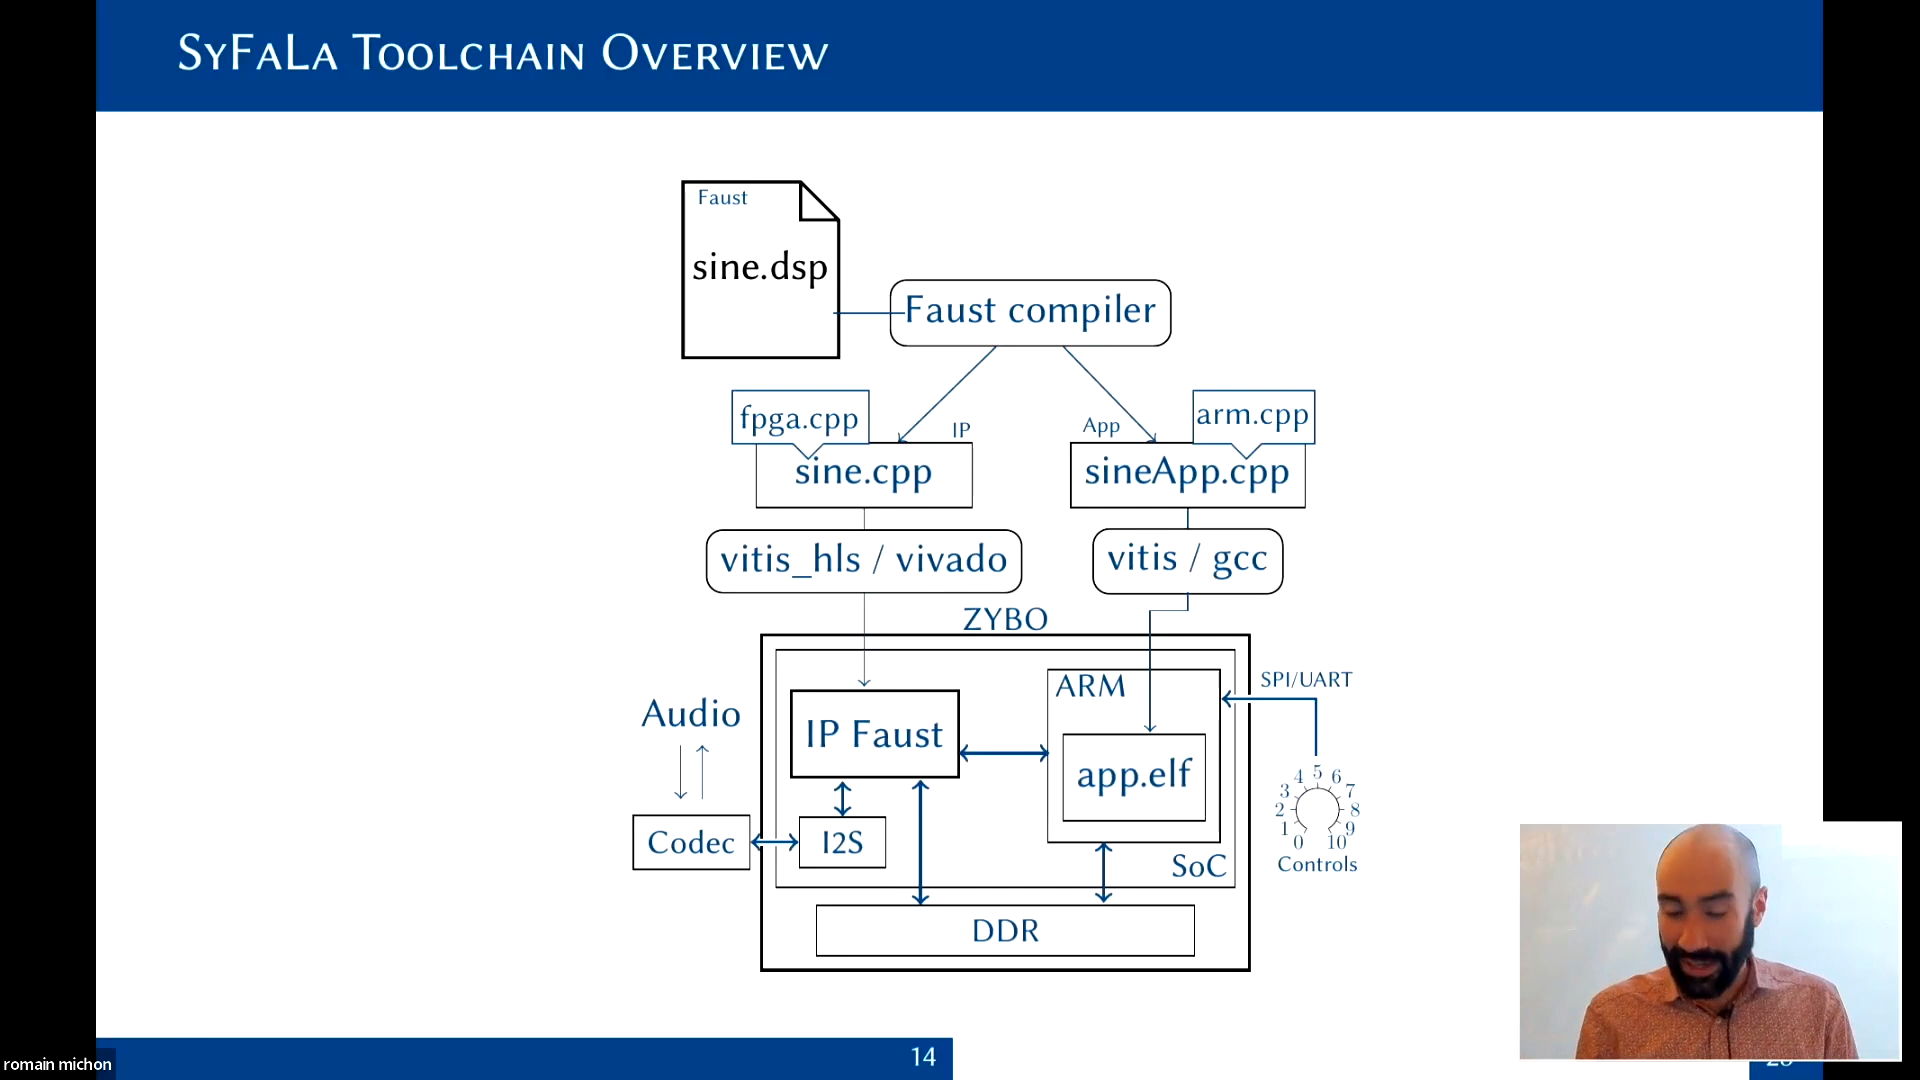 SyFaLa Toolchain Overview
Faust
sine.dsp
Faust compiler
fpga.cpp
IP
App
arm.cpp
sine.cpp
sineApp.cpp
vitis_hls / vivado
vitis / gcc
ZYBO
ARM
SPI/UART
Audio
IP Faust
app.elf
4 5 6
3 7
2 8
1 9
0 10
Codec
I2S
SoC
Controls
DDR
14
romain michon